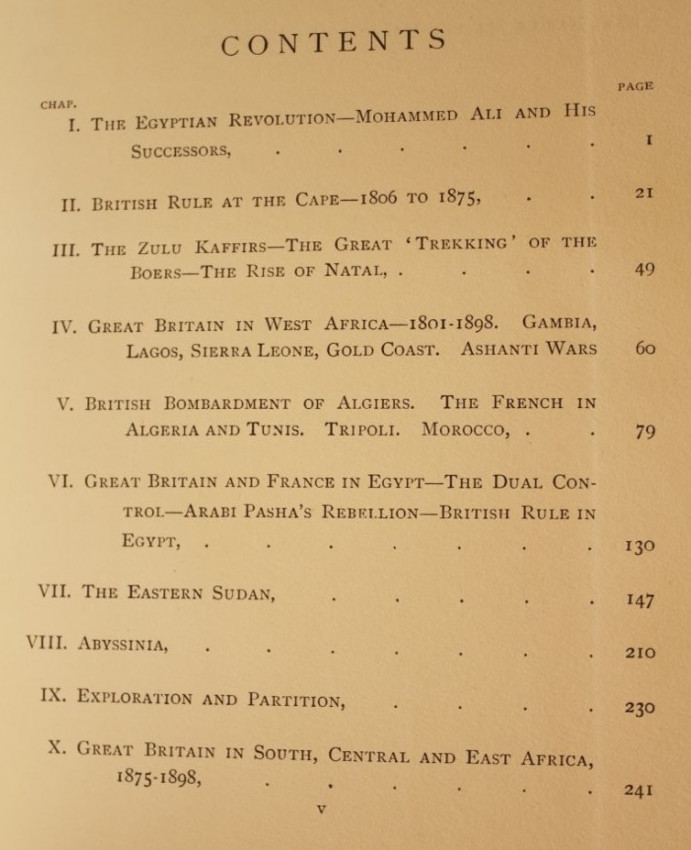 CONTENTS
PAGE
CHAP.
I. THE EGYPTIAN REVOLUTION—MOHAMMED ALI AND HIS
SUCCESSORS, . . . . . . 1
II. BRITISH RULE AT THE CAPE—1806 TO 1875, . . 21
III. THE ZULU KAFFIRS—THE GREAT ‘TREKKING’ OF THE
BOERS—THE RISE OF NATAL, . . . . 49
IV. GREAT BRITAIN IN WEST AFRICA—1801-1898. GAMBIA,
LAGOS, SIERRA LEONE, GOLD COAST. ASHANTI WARS 60
V. BRITISH BOMBARDMENT OF ALGIERS. THE FRENCH IN
ALGERIA AND TUNIS. TRIPOLI. MOROCCO, . . 79
VI. GREAT BRITAIN AND FRANCE IN EGYPT—THE DUAL CON-
TROL—ARABI PASHA’S REBELLION—BRITISH RULE IN
EGYPT, . . . . . . . 130
VII. THE EASTERN SUDAN, . . . . . 147
VIII. ABYSSINIA, . . . . . . . 210
IX. EXPLORATION AND PARTITION, . . . . 230
X. GREAT BRITAIN IN SOUTH, CENTRAL AND EAST AFRICA,
1875-1898, . . . . . . 241
v